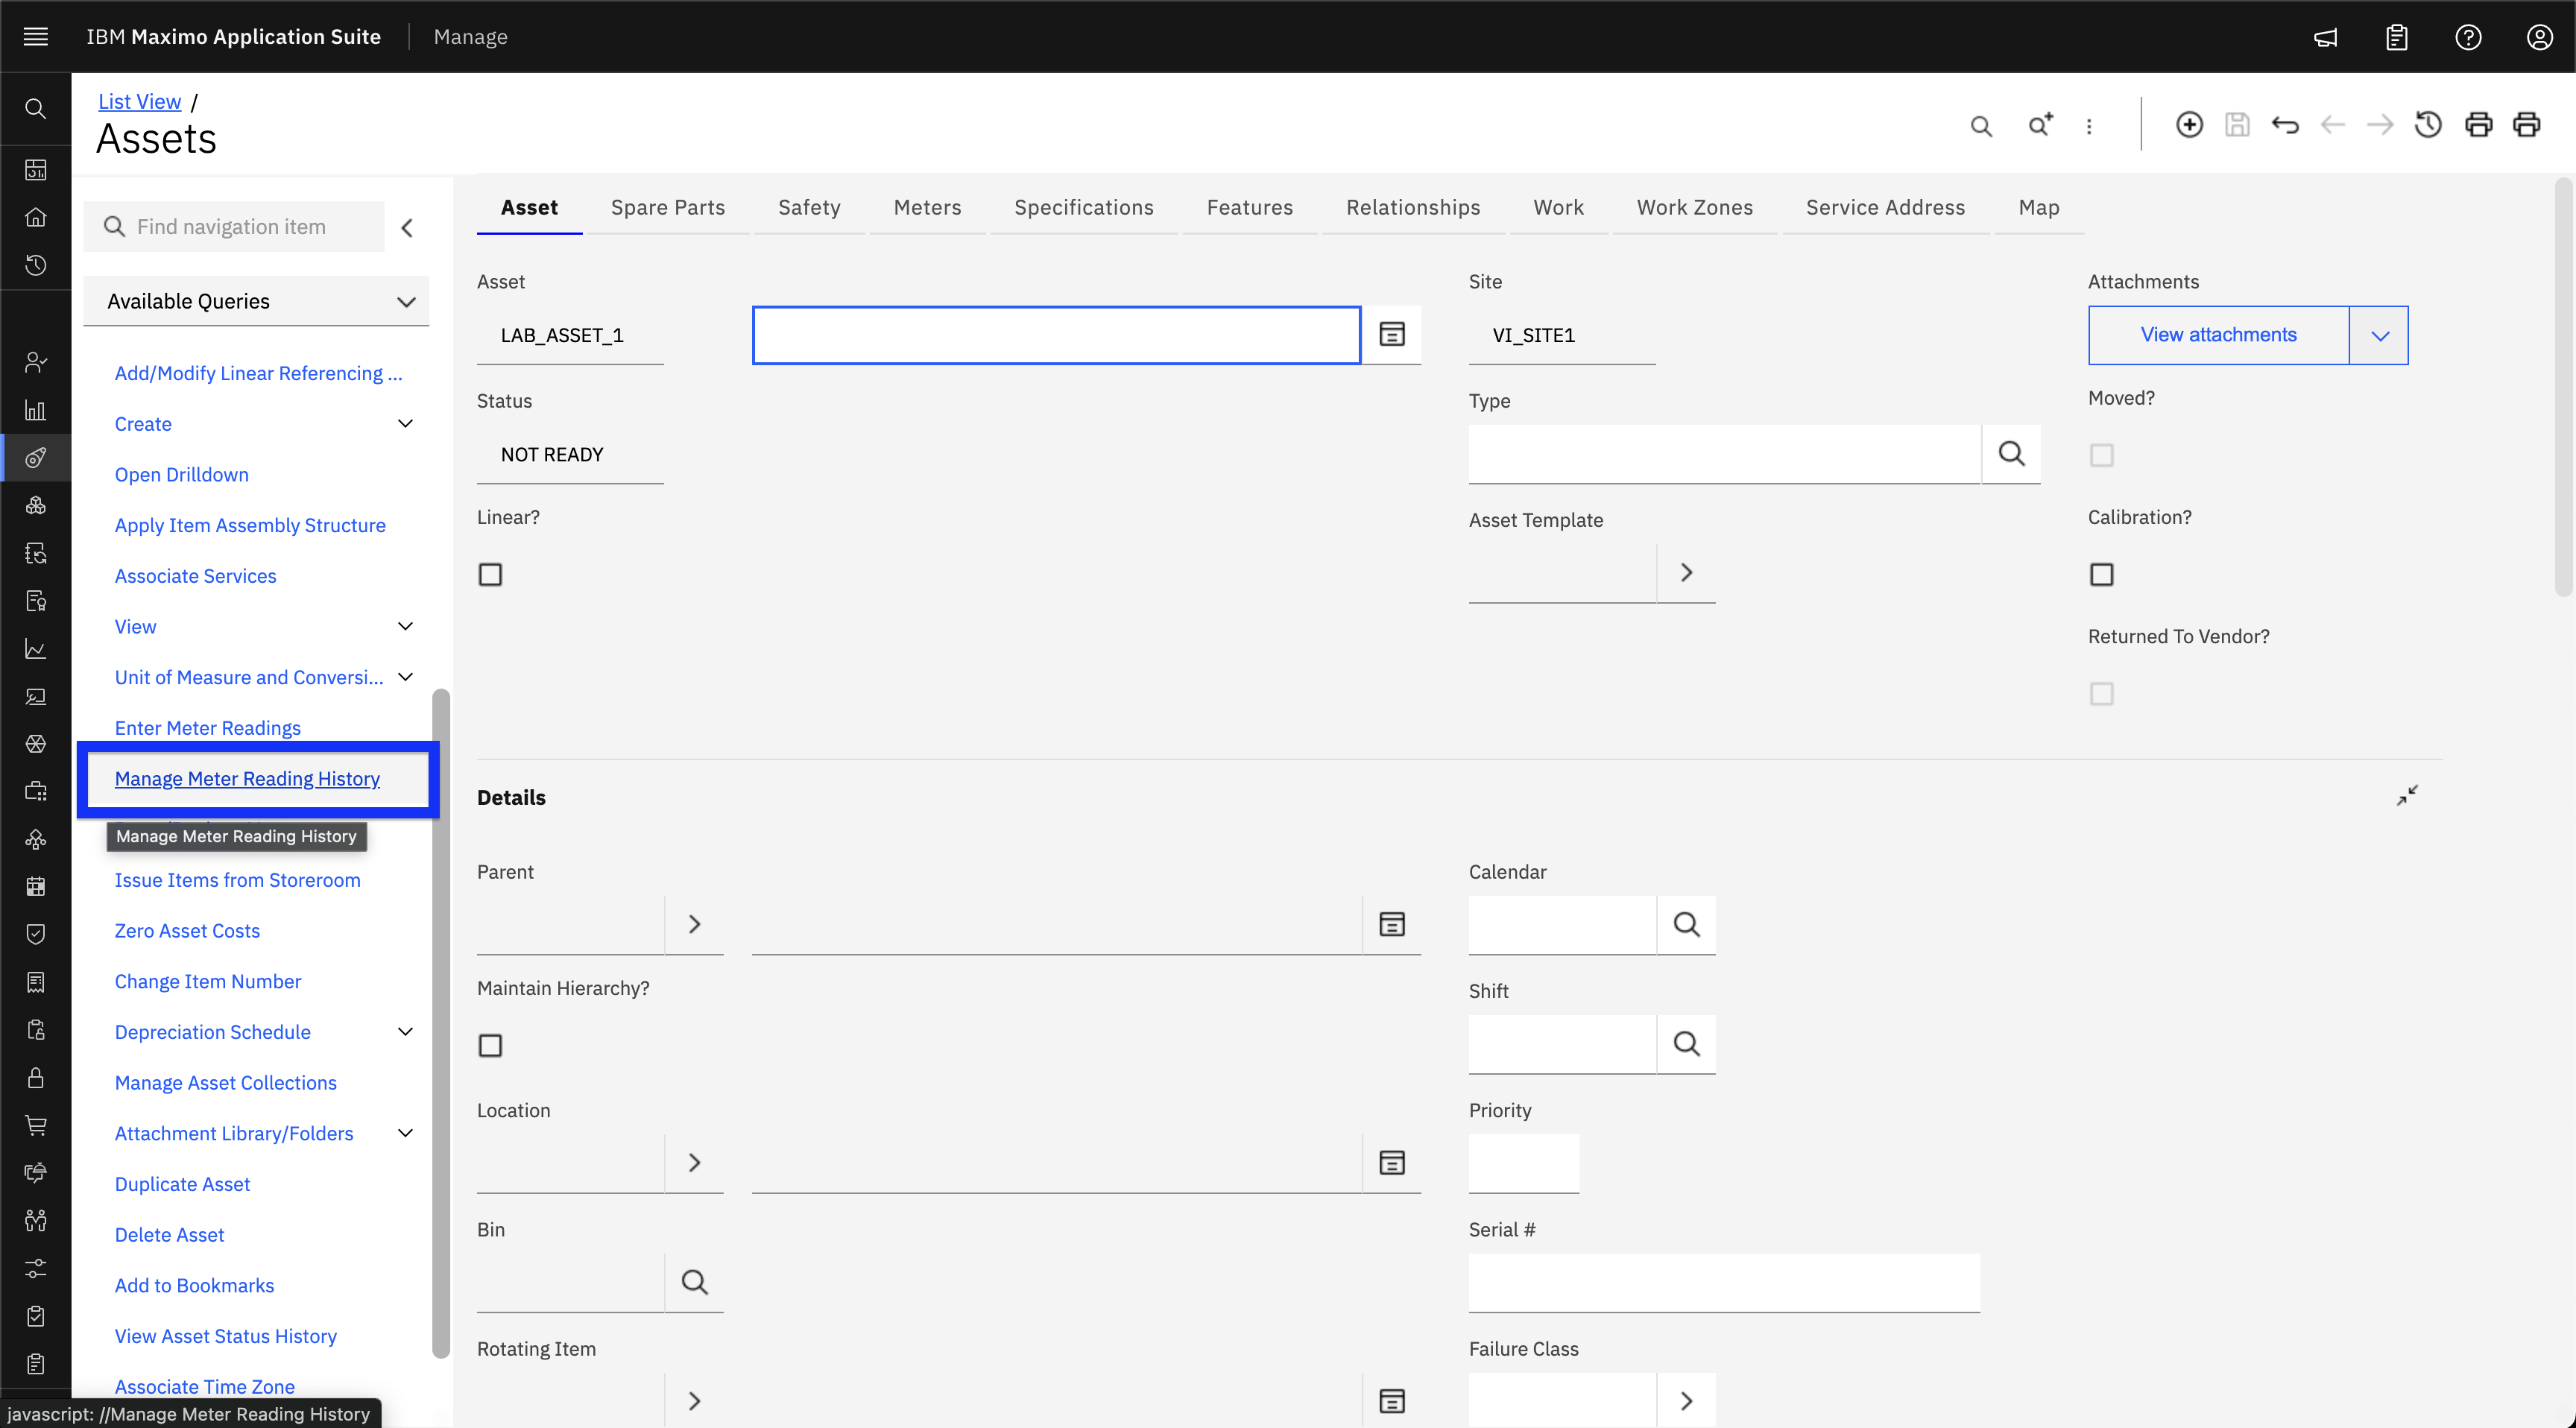 IBM Maximo Application Suite
Manage
List View /
Assets
Find navigation item
Available Queries
Add/Modify Linear Referencing ...
Create
Open Drilldown
Apply Item Assembly Structure
Associate Services
View
Unit of Measure and Conversi...
Enter Meter Readings
Manage Meter Reading History
Manage Meter Reading History
Issue Items from Storeroom
Zero Asset Costs
Change Item Number
Depreciation Schedule
Manage Asset Collections
Attachment Library/Folders
Duplicate Asset
Delete Asset
Add to Bookmarks
View Asset Status History
Associate Time Zone
javascript: //Manage Meter Reading History
Asset Spare Parts Safety Meters Specifications Features Relationships Work Work Zones Service Address Map
Asset
LAB_ASSET_1
Site
VI_SITE1
Attachments
View attachments
Status
NOT READY
Type
Moved?
Linear?
Asset Template
Calibration?
Returned To Vendor?
Details
Parent
Calendar
Maintain Hierarchy?
Shift
Location
Priority
Bin
Serial #
Rotating Item
Failure Class